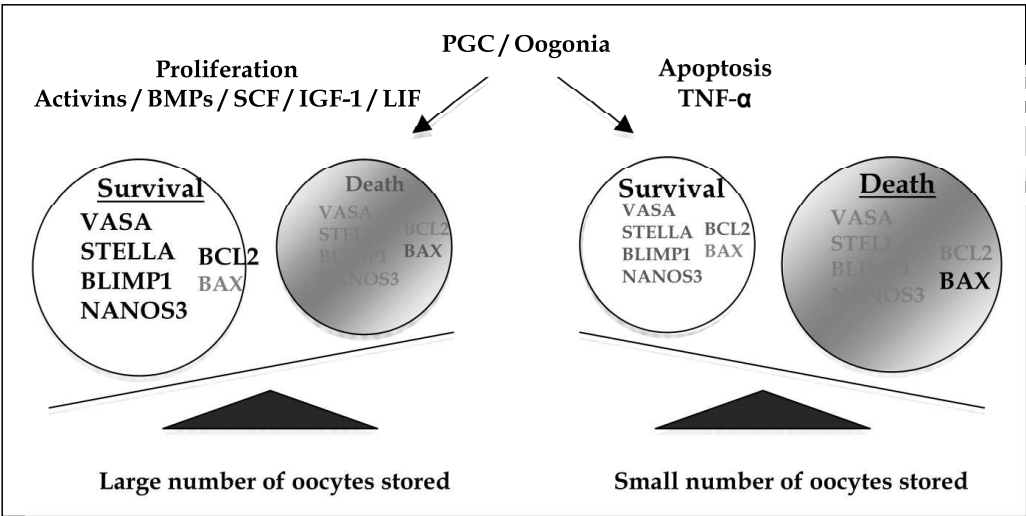 PGC / Oogonia
Proliferation
Activins / BMPs / SCF / IGF-1 / LIF
Apoptosis
TNF-α
Survival
VASA
STELLA
BLIMP1
NANOS3
BCL2
BAX
Death
VASA
STELLA
BLIMP1
NANOS3
BCL2
BAX
Survival
VASA
STELLA
BLIMP1
NANOS3
BCL2
BAX
Death
VASA
STELLA
BLIMP1
NANOS3
BCL2
BAX
Large number of oocytes stored
Small number of oocytes stored